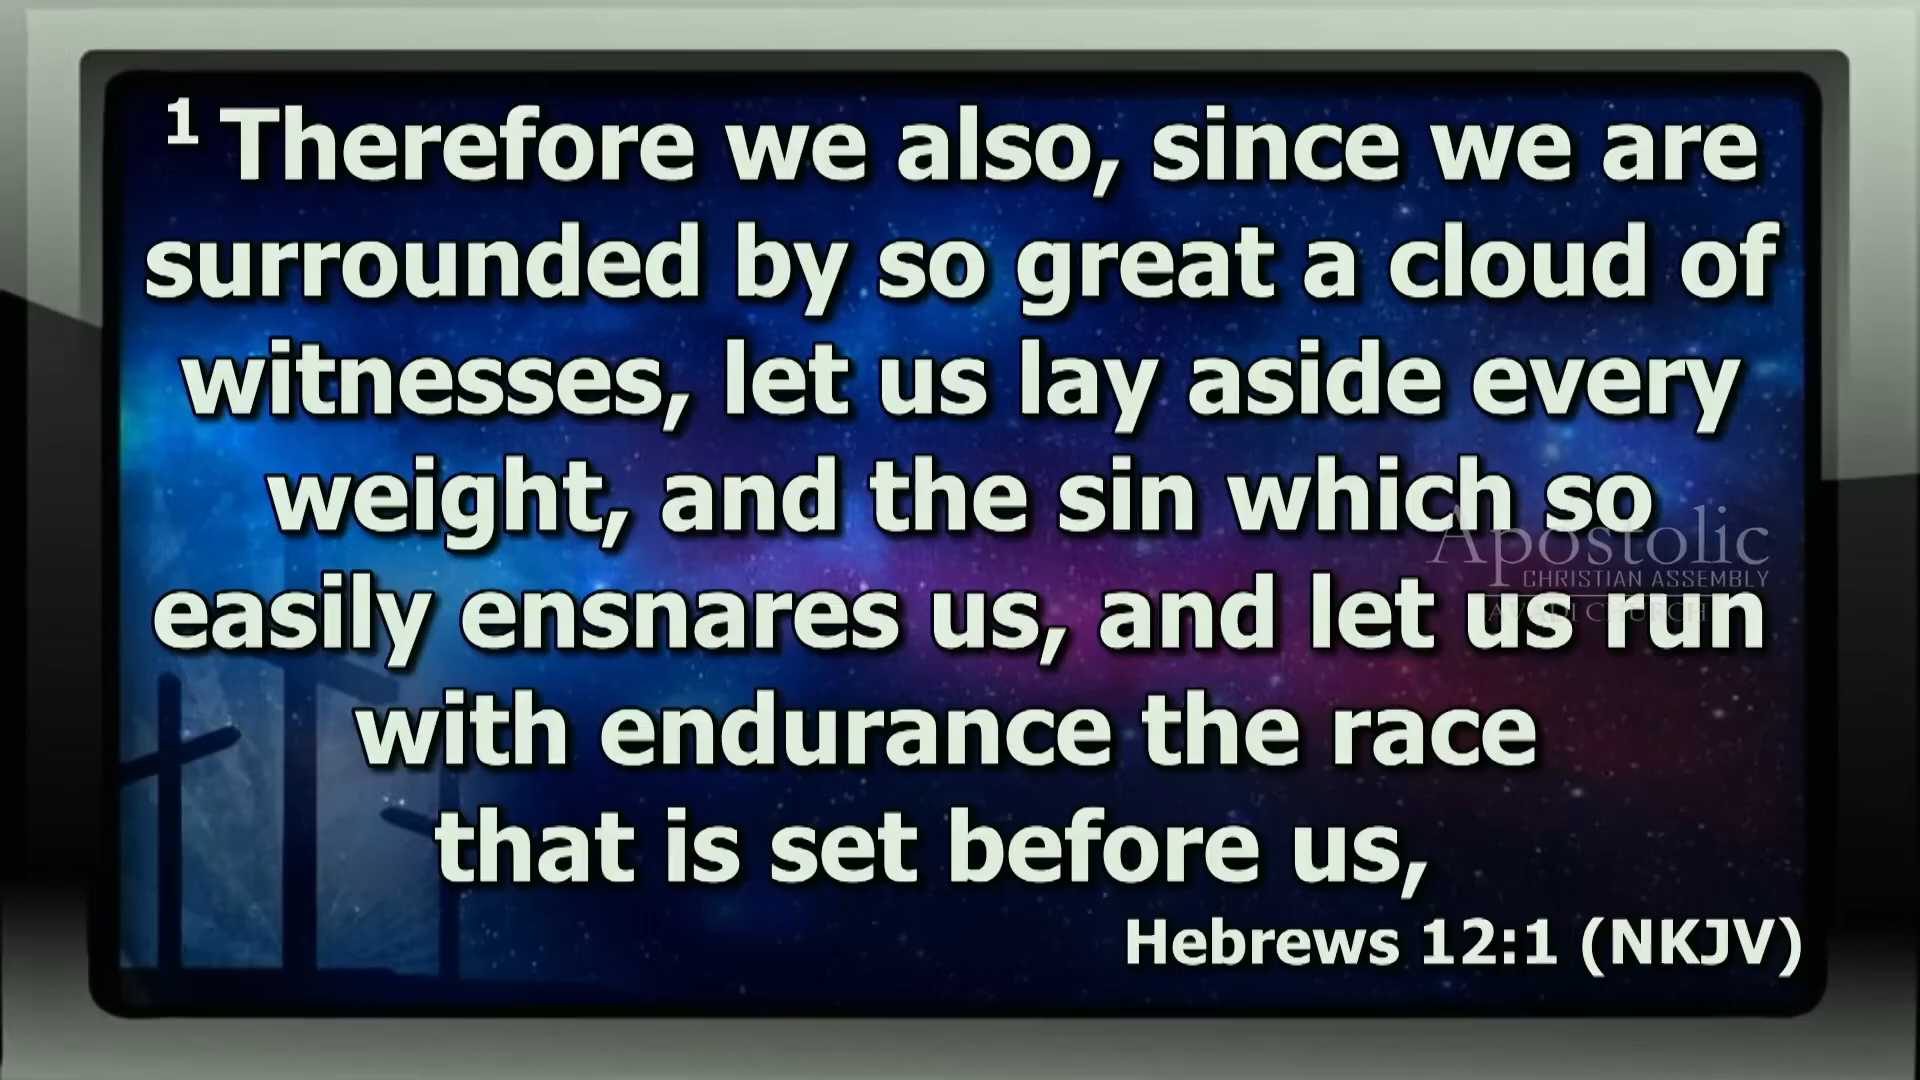 1 Therefore we also, since we are
surrounded by so great a cloud of
witnesses, let us lay aside every
weight, and the sin which so
easily ensnares us, and let us run
with endurance the race
that is set before us,
Hebrews 12:1 (NKJV)
Apostolic
CHRISTIAN ASSEMBLY
AVADI CHURCH